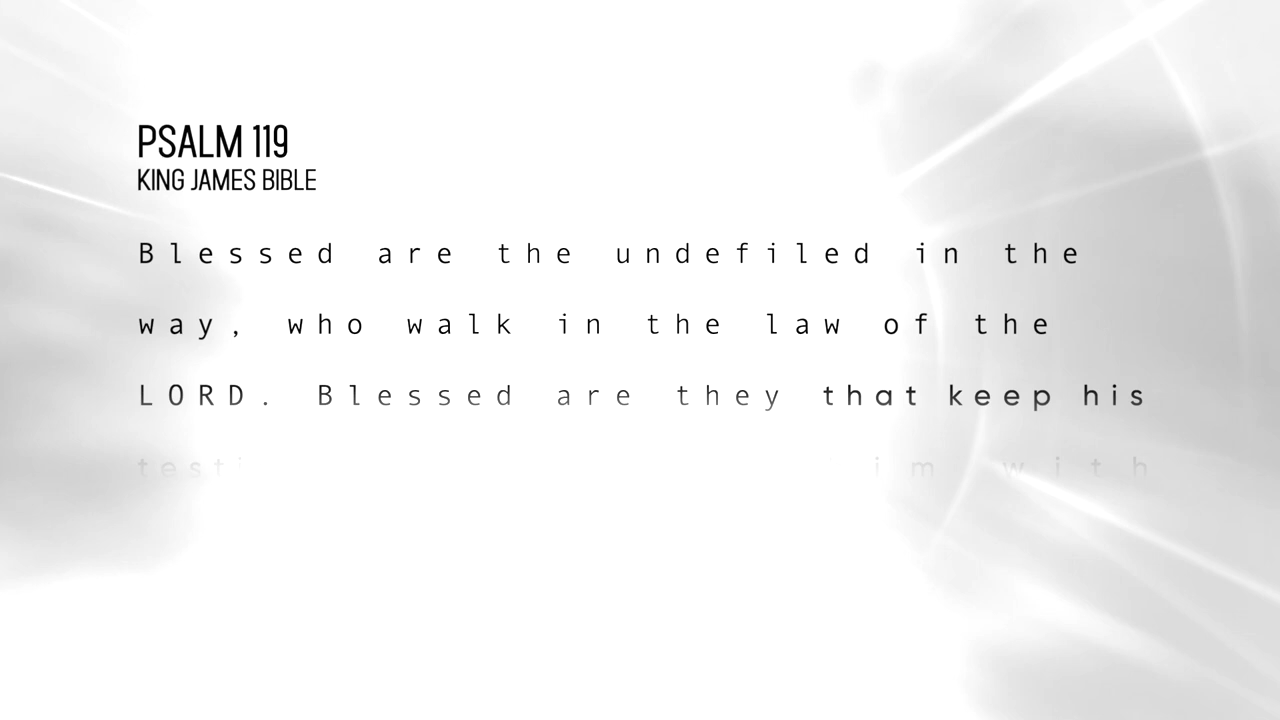 PSALM 119
KING JAMES BIBLE
Blessed are the undefiled in the
way, who walk in the law of the
LORD. Blessed are they that keep his
with